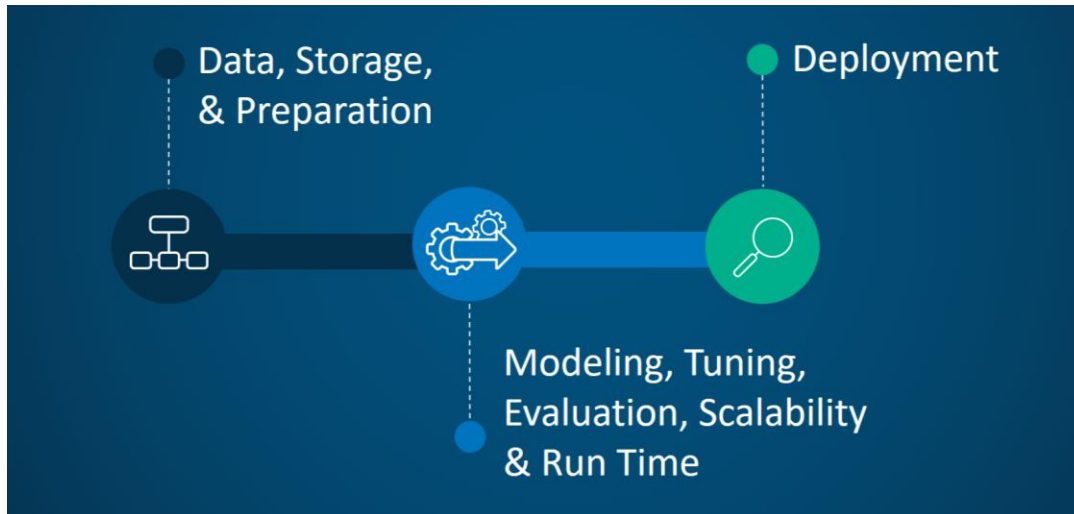 Data, Storage,
& Preparation
Modeling, Tuning,
Evaluation, Scalability
& Run Time
Deployment